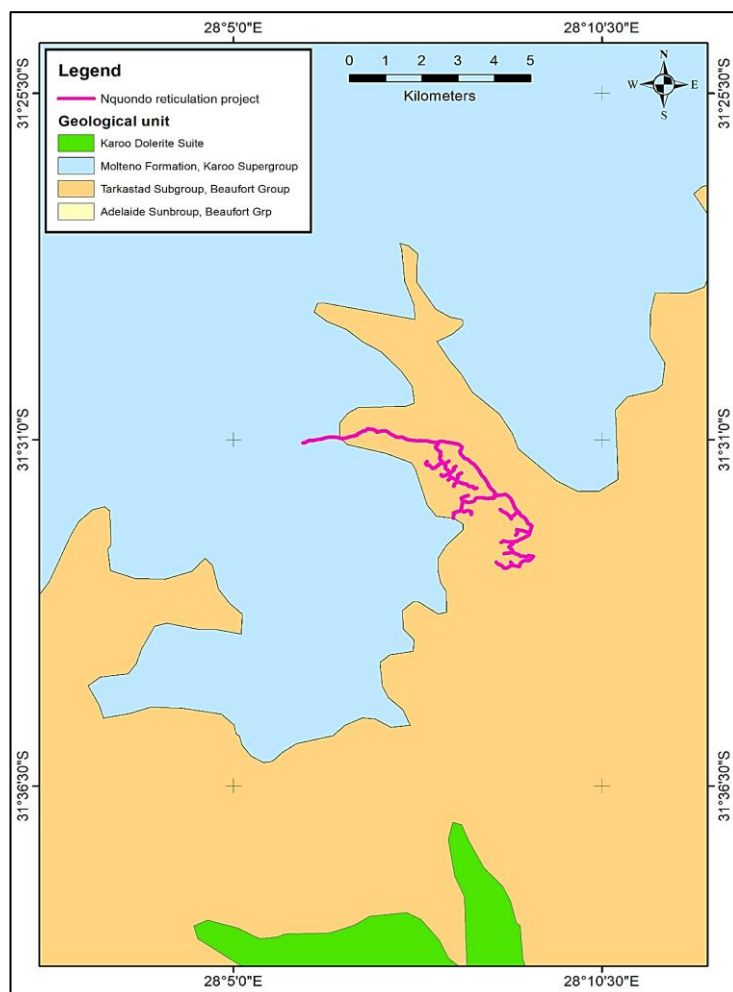 28°5'0"E
28°10'30"E
Legend
Nquondo reticulation project
Geological unit
Karoo Dolerite Suite
Molteno Formation, Karoo Supergroup
Tarkastad Subgroup, Beaufort Group
Adelaide Sunbroup, Beaufort Grp
0 1 2 3 4 5
Kilometers
N
W E
S
31°25'30"S
31°25'30"S
31°31'0"S
31°31'0"S
31°36'30"S
31°36'30"S
28°5'0"E
28°10'30"E